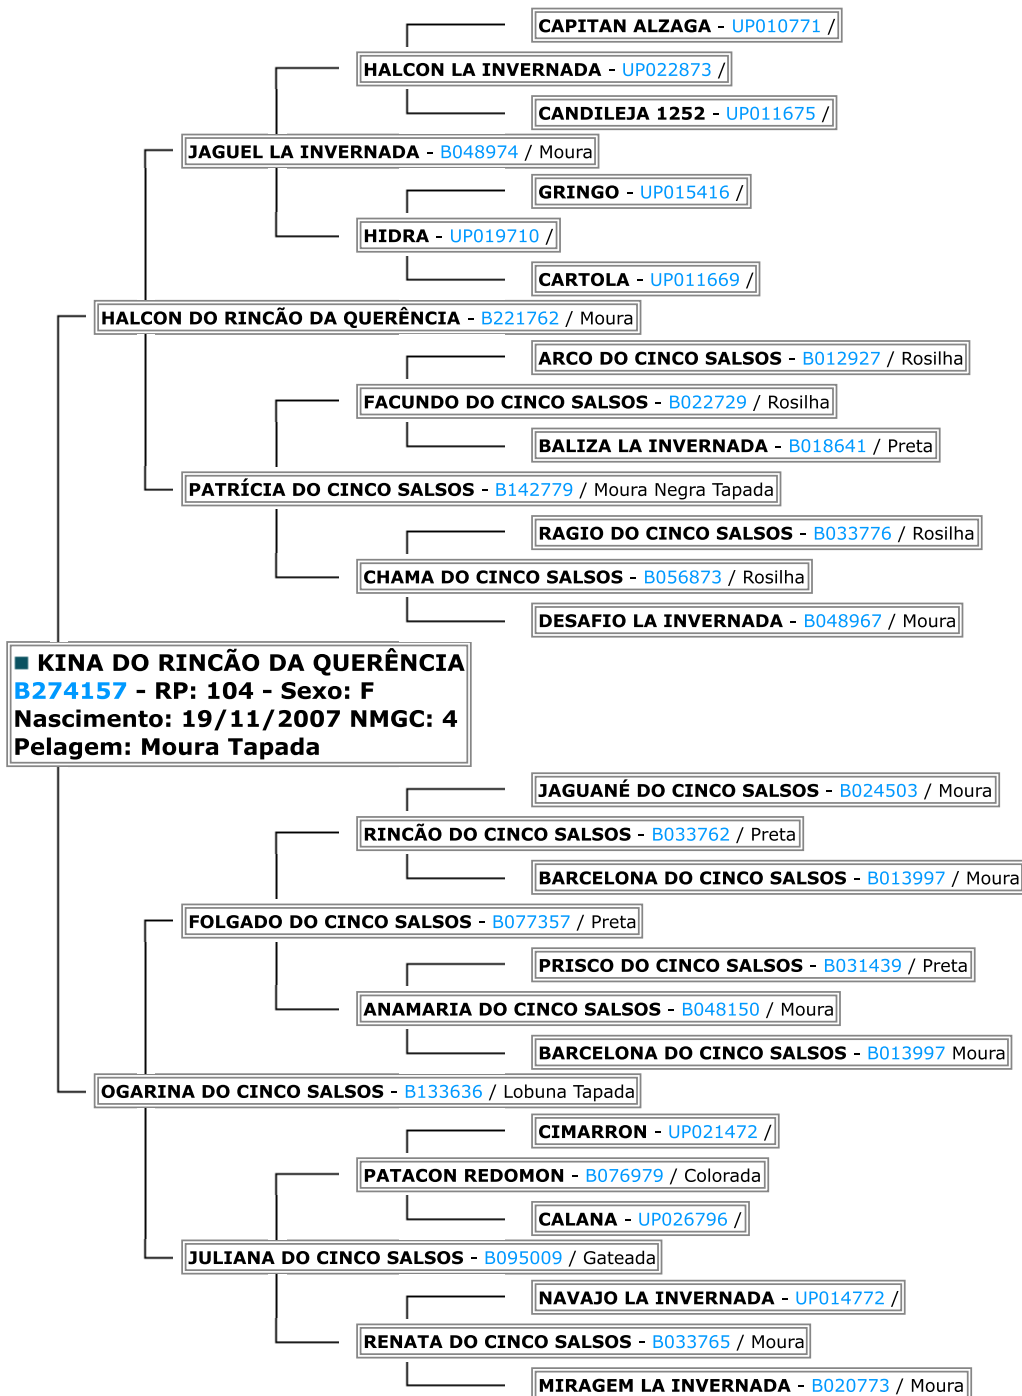 CAPITAN ALZAGA - UP010771 /
HALCON LA INVERNADA - UP022873 /
CANDILEJA 1252 - UP011675 /
JAGUEL LA INVERNADA - B048974 / Moura
GRINGO - UP015416 /
HIDRA - UP019710 /
CARTOLA - UP011669 /
HALCON DO RINCÃO DA QUERÊNCIA - B221762 / Moura
ARCO DO CINCO SALSOS - B012927 / Rosilha
FACUNDO DO CINCO SALSOS - B022729 / Rosilha
BALIZA LA INVERNADA - B018641 / Preta
PATRÍCIA DO CINCO SALSOS - B142779 / Moura Negra Tapada
RAGIO DO CINCO SALSOS - B033776 / Rosilha
CHAMA DO CINCO SALSOS - B056873 / Rosilha
DESAFIO LA INVERNADA - B048967 / Moura
KINA DO RINCÃO DA QUERÊNCIA
B274157 - RP: 104 - Sexo: F
Nascimento: 19/11/2007 NMGC: 4
Pelagem: Moura Tapada
JAGUANÉ DO CINCO SALSOS - B024503 / Moura
RINCÃO DO CINCO SALSOS - B033762 / Preta
BARCELONA DO CINCO SALSOS - B013997 / Moura
FOLGADO DO CINCO SALSOS - B077357 / Preta
PRISCO DO CINCO SALSOS - B031439 / Preta
ANAMARIA DO CINCO SALSOS - B048150 / Moura
BARCELONA DO CINCO SALSOS - B013997 Moura
OGARINA DO CINCO SALSOS - B133636 / Lobuna Tapada
CIMARRON - UP021472 /
PATACON REDOMON - B076979 / Colorada
CALANA - UP026796 /
JULIANA DO CINCO SALSOS - B095009 / Gateada
NAVAJO LA INVERNADA - UP014772 /
RENATA DO CINCO SALSOS - B033765 / Moura
MIRAGEM LA INVERNADA - B020773 / Moura